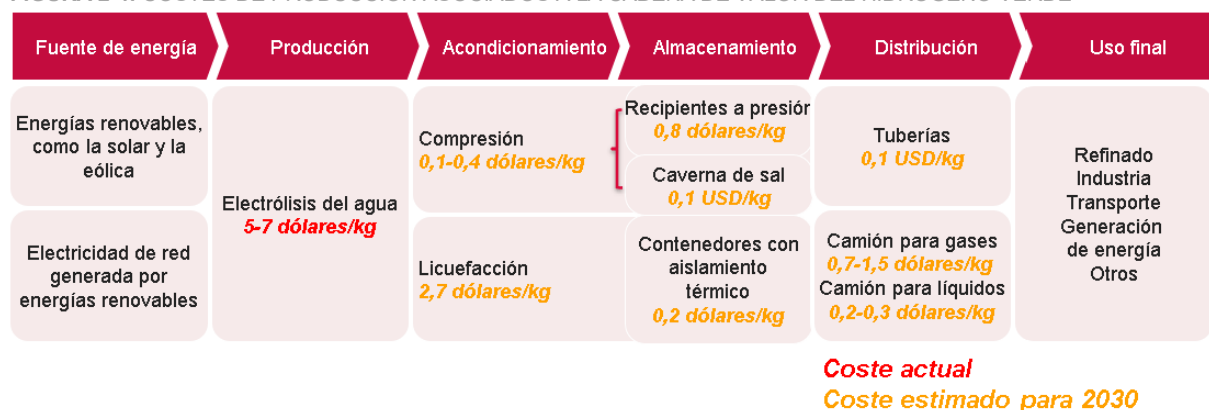 Fuente de energía
Producción
Acondicionamiento
Almacenamiento
Distribución
Uso final
Energías renovables,
como la solar y la
eólica
Electricidad de red
generada por
energías renovables
Electrólisis del agua
5-7 dólares/kg
Compresión
0,1-0,4 dólares/kg
Licuefacción
2,7 dólares/kg
Recipientes a presión
0,8 dólares/kg
Caverna de sal
0,1 USD/kg
Contenedores con
aislamiento
térmico
0,2 dólares/kg
Tuberías
0,1 USD/kg
Camión para gases
0,7-1,5 dólares/kg
Camión para líquidos
0,2-0,3 dólares/kg
Refinado
Industria
Transporte
Generación
de energía
Otros
Coste actual
Coste estimado para 2030